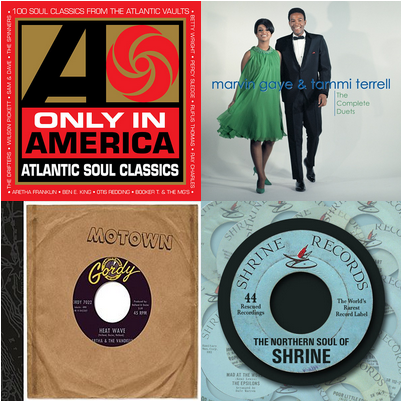 • 100 SOUL CLASSICS FROM THE ATLANTIC VAULTS •
THE DRIFTERS • WILSON PICKETT • SAM & DAVE • THE SPINNERS
BETTY WRIGHT • PERCY SLEDGE • RUFUS THOMAS • RAY CHARLES
A
ONLY IN
AMERICA
ATLANTIC SOUL CLASSICS
• ARETHA FRANKLIN • BEN E. KING • OTIS REDDING • BOOKER T. & THE MG'S •
marvin gaye & tammi terrell
The
Complete
Duets
MOTOWN
Gordy
HEAT WAVE
45 RPM
SHRINE RECORDS
44
Rescued
Recordings
The World's
Rarest
Record Label
THE NORTHERN SOUL OF
SHRINE